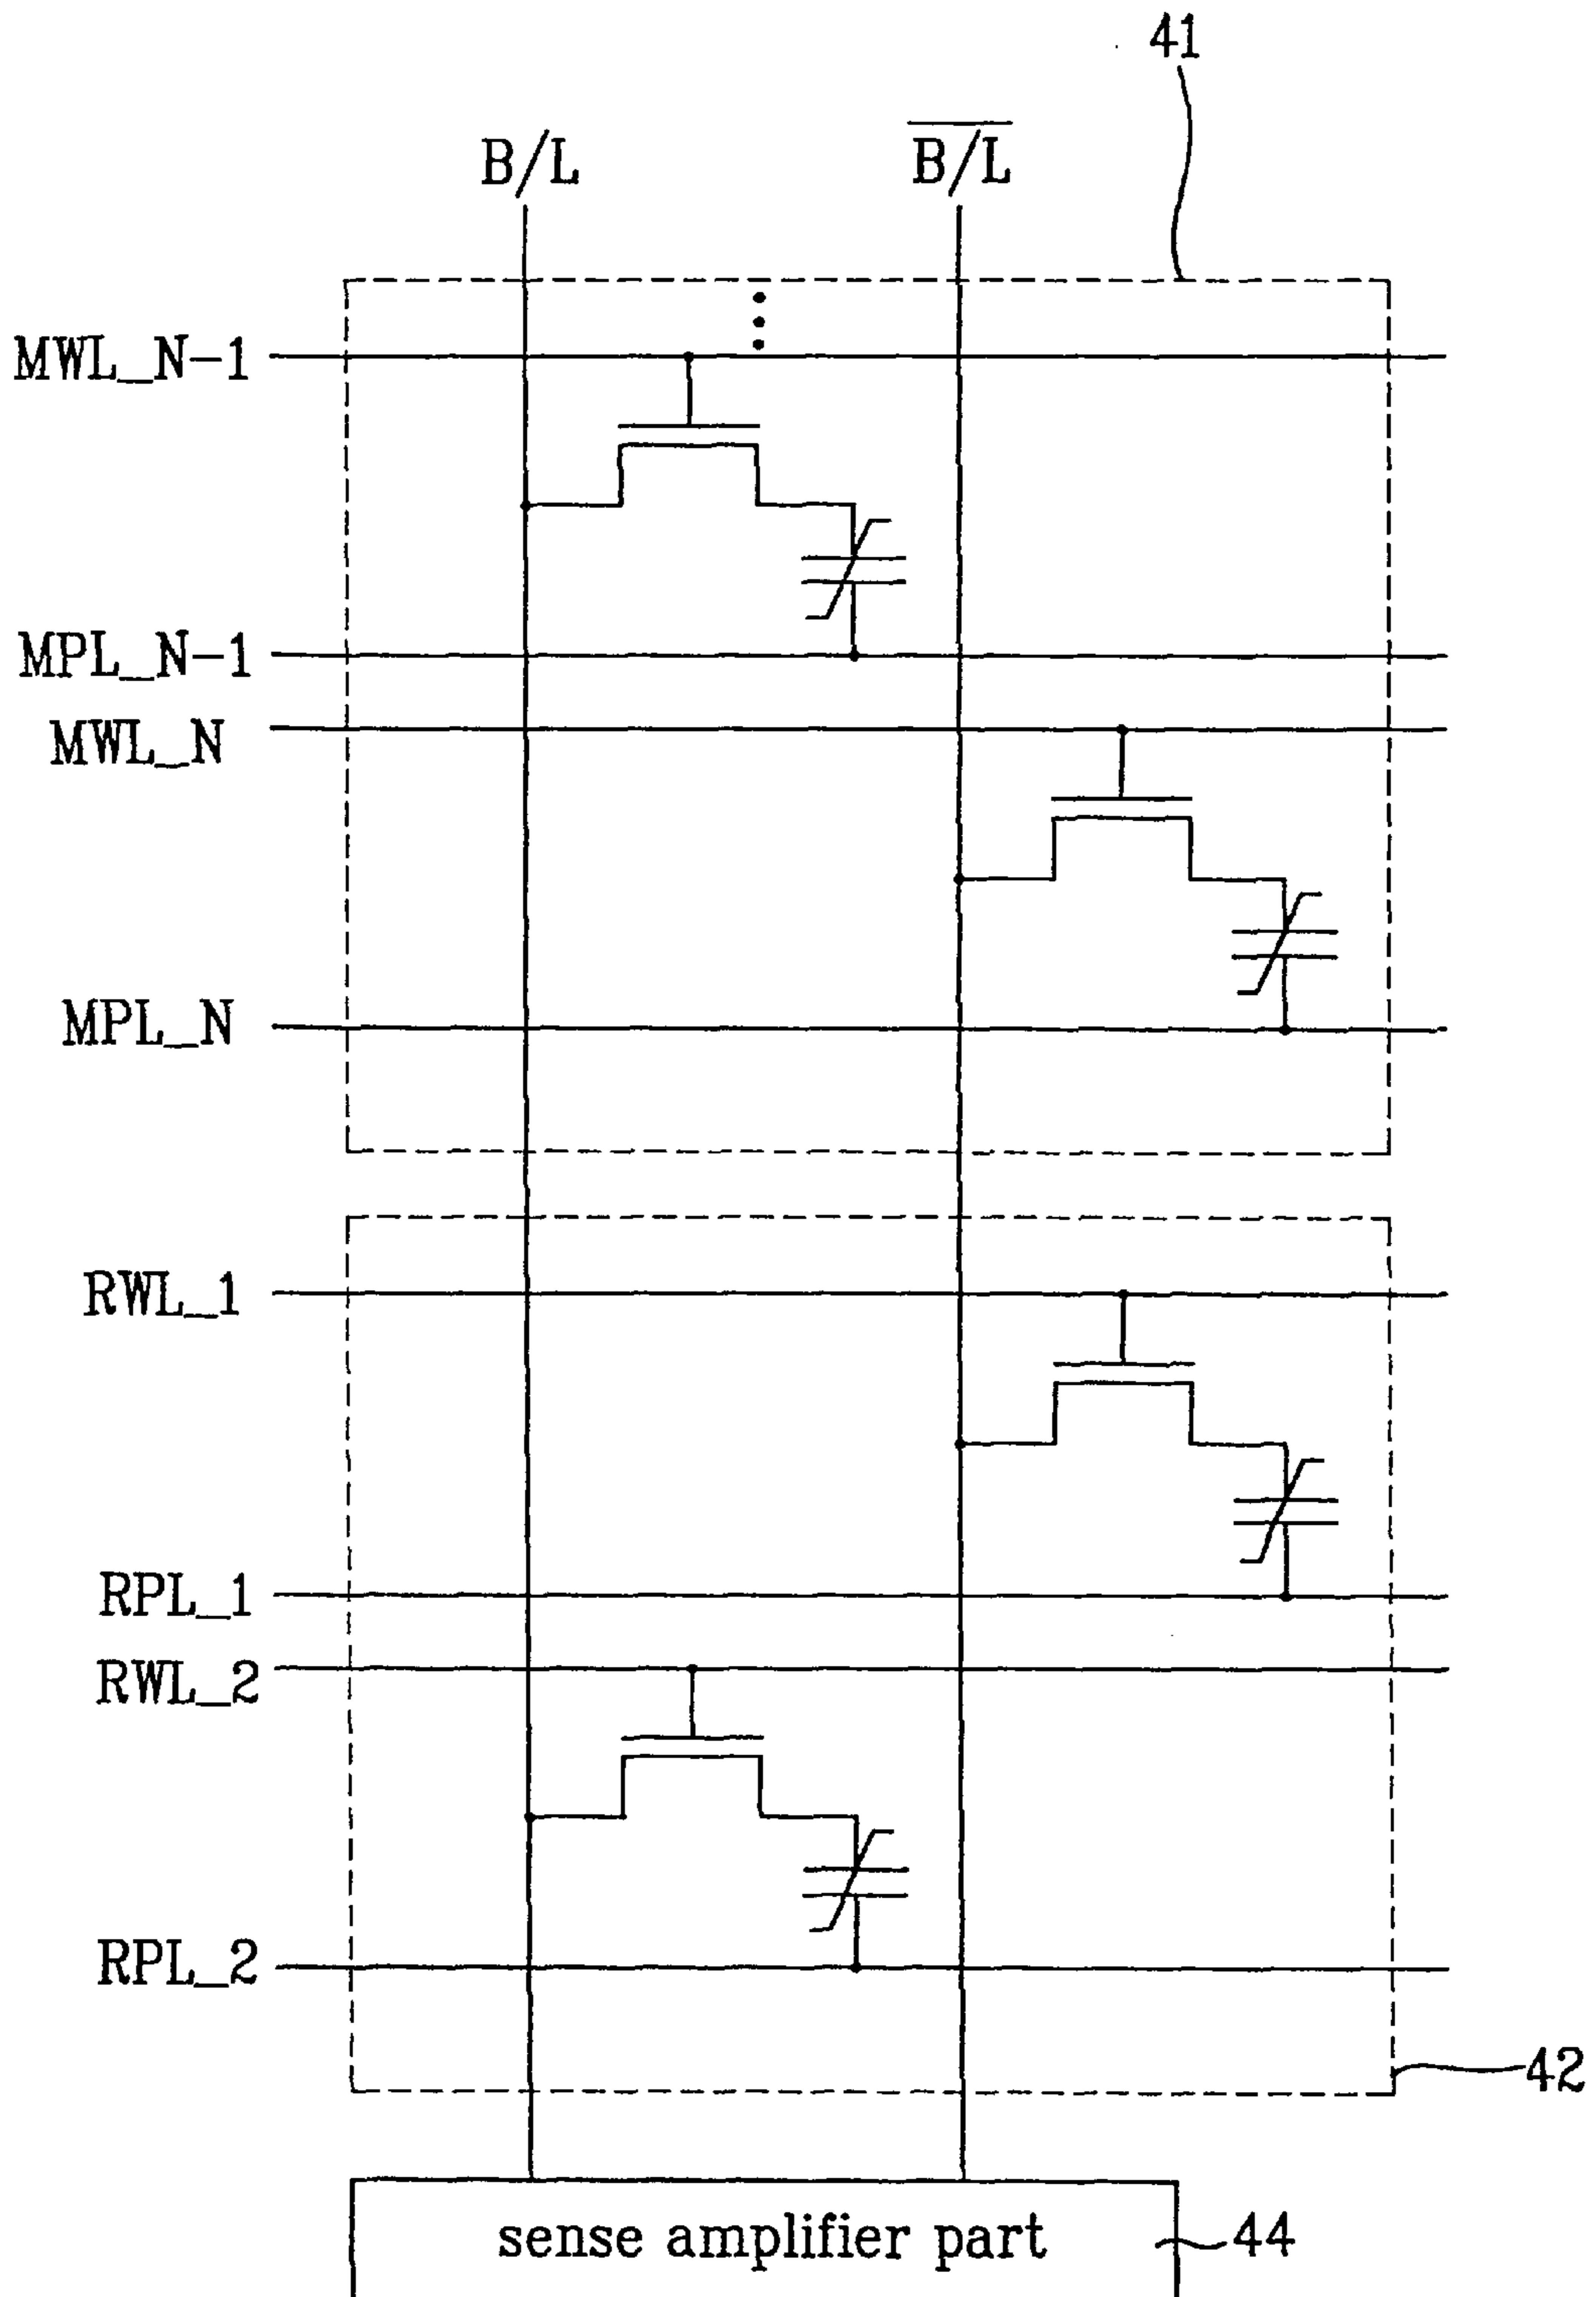 41
B/L
B/L
MWL_N-1
MPL_N-1
MWL_N
MPL_N
RWL_1
RPL_1
RWL_2
RPL_2
42
sense amplifier part
44